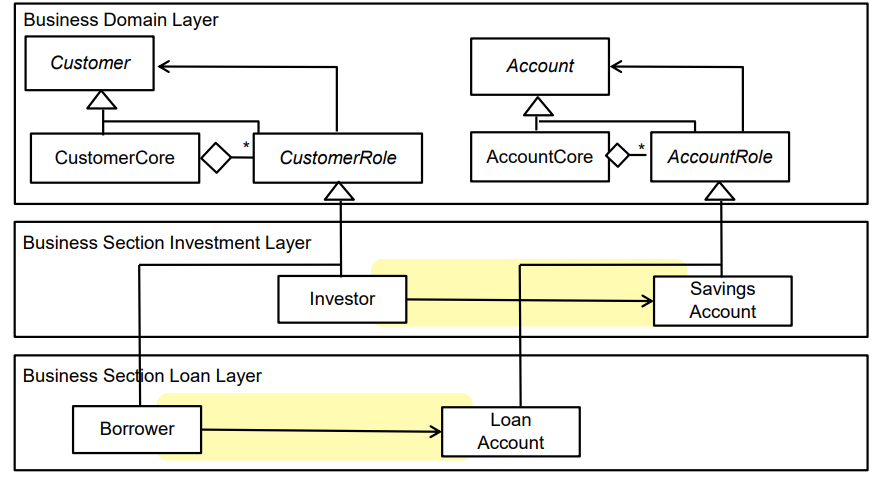 Business Domain Layer
Customer
Account
CustomerCore
*
CustomerRole
AccountCore
*
AccountRole
Business Section Investment Layer
Investor
Savings
Account
Business Section Loan Layer
Borrower
Loan
Account